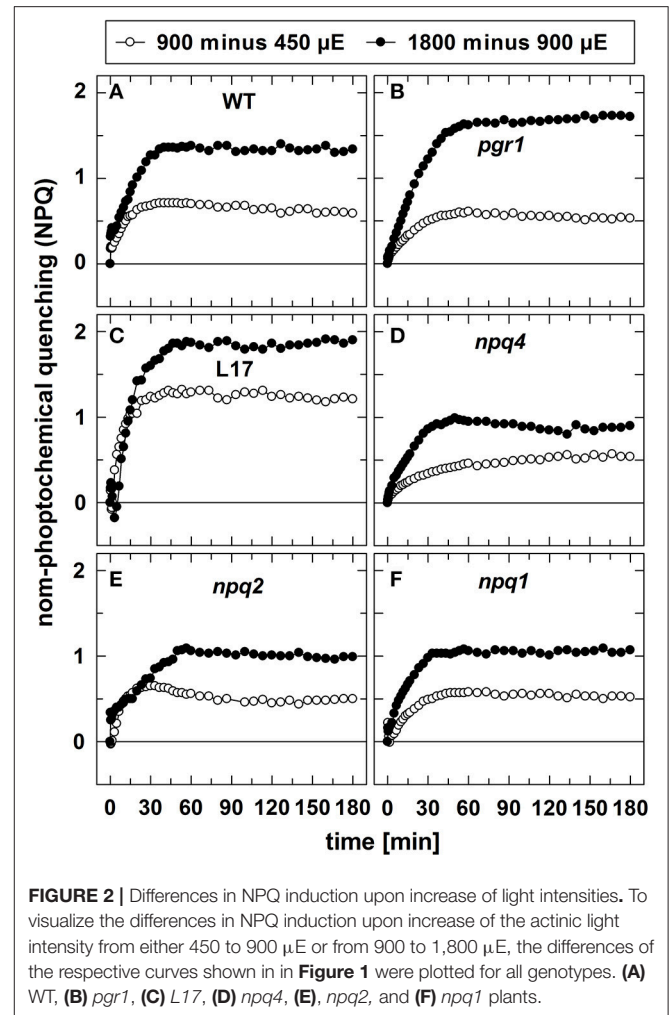 900 minus 450 µE 1800 minus 900 µE
A WT
B pgr1
2
1
0
nom-phoptochemical quenching (NPQ)
C L17
D npq4
2
1
0
E npq2
F npq1
2
1
0
0 30 60 90 120 150 180 0 30 60 90 120 150 180
time [min]
FIGURE 2 | Differences in NPQ induction upon increase of light intensities. To
visualize the differences in NPQ induction upon increase of the actinic light
intensity from either 450 to 900 µE or from 900 to 1,800 µE, the differences of
the respective curves shown in in Figure 1 were plotted for all genotypes. (A)
WT, (B) pgr1, (C) L17, (D) npq4, (E), npq2, and (F) npq1 plants.